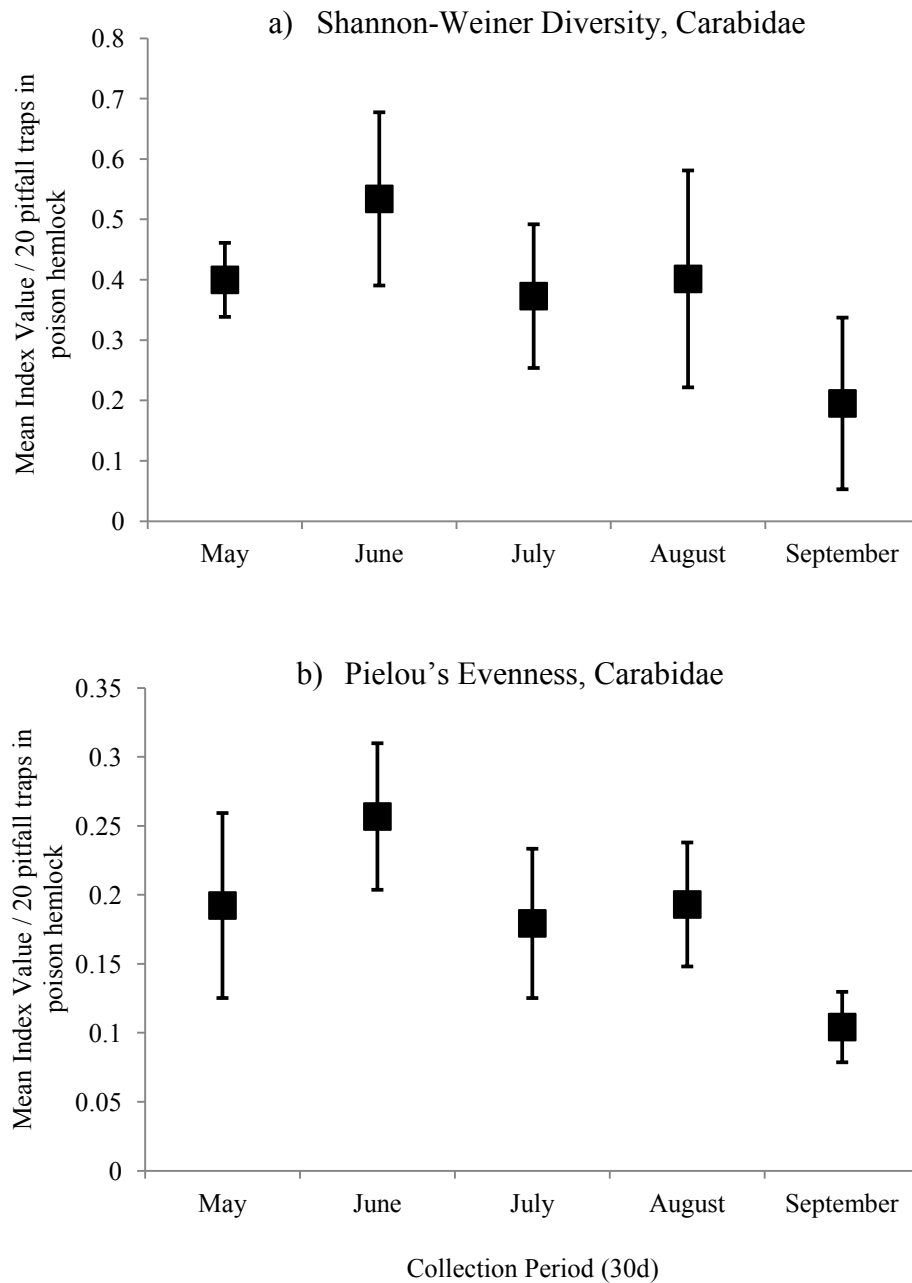 a) Shannon-Weiner Diversity, Carabidae
Mean Index Value / 20 pitfall traps in
poison hemlock
0.8
0.7
0.6
0.5
0.4
0.3
0.2
0.1
0
May June July August September
b) Pielou’s Evenness, Carabidae
Mean Index Value / 20 pitfall traps in
poison hemlock
0.35
0.3
0.25
0.2
0.15
0.1
0.05
0
May June July August September
Collection Period (30d)